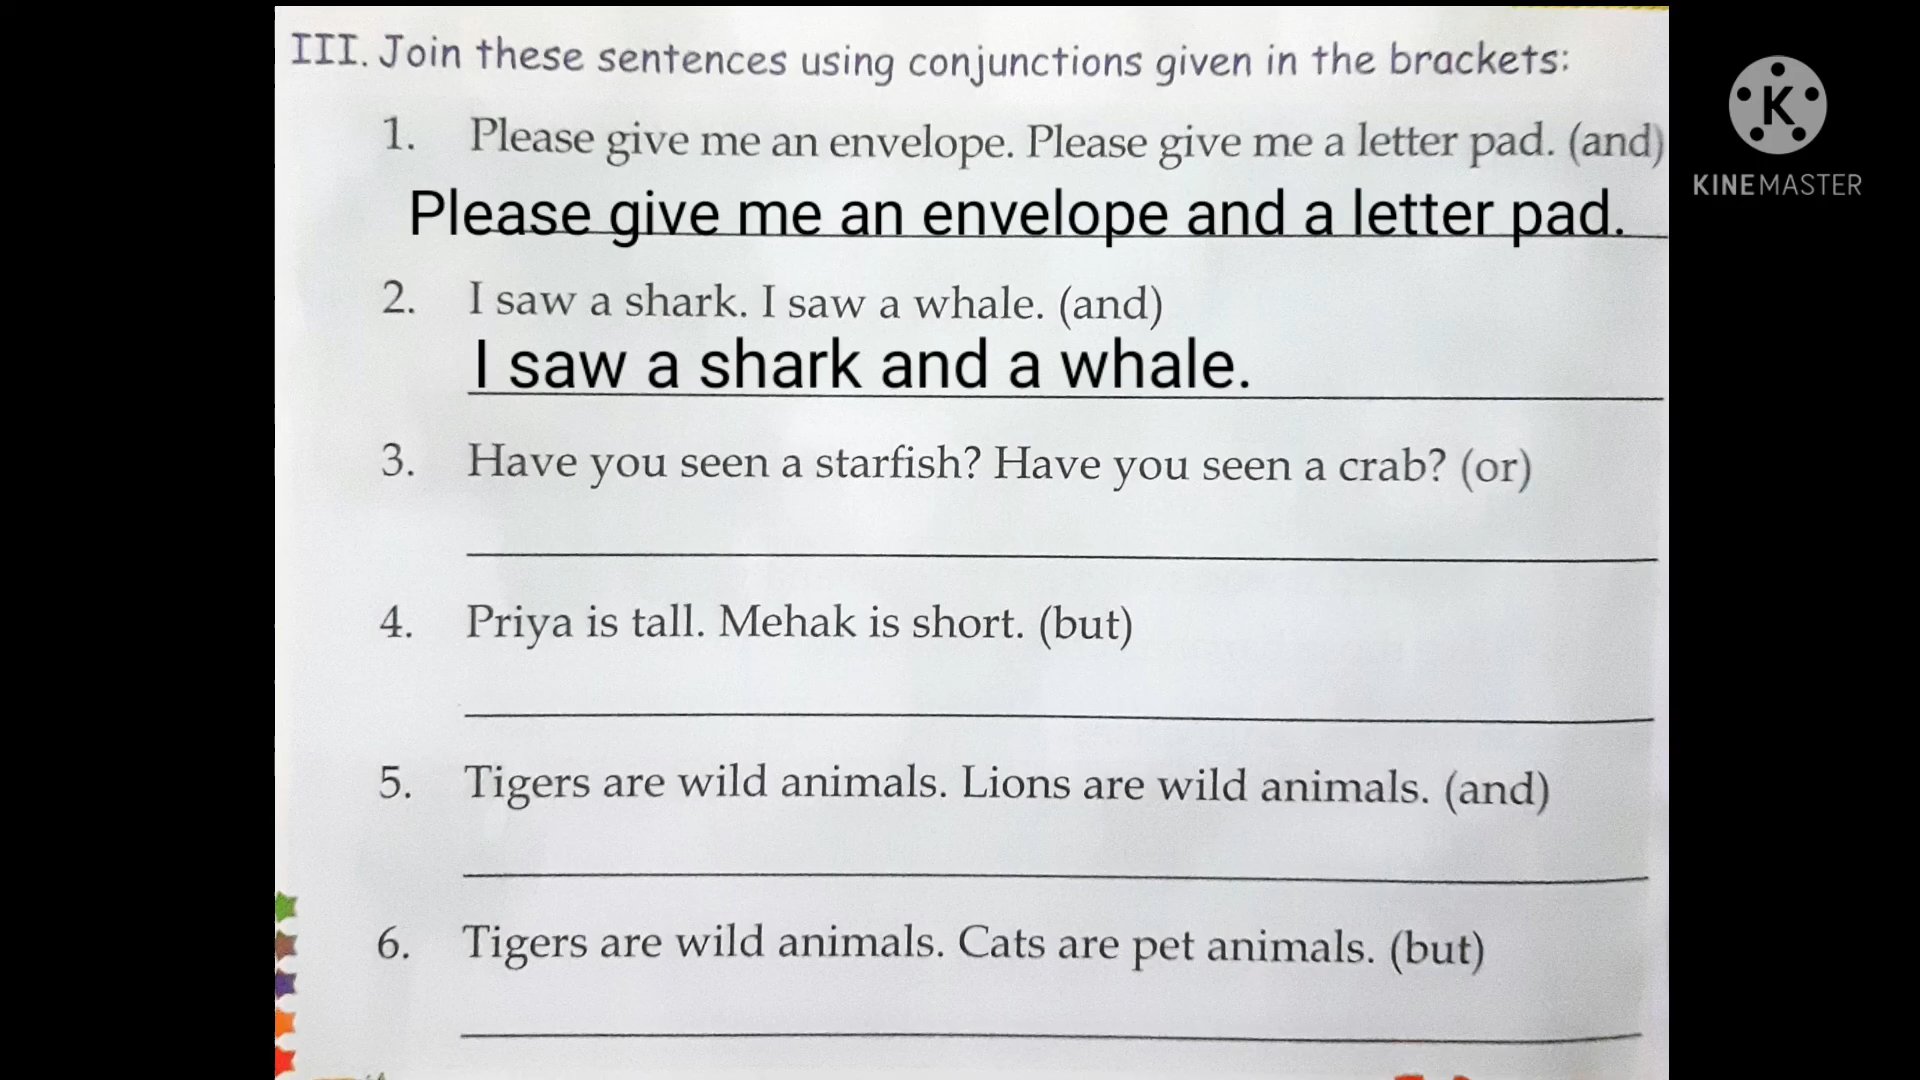 III. Join these sentences using conjunctions given in the brackets:
1. Please give me an envelope. Please give me a letter pad. (and)
Please give me an envelope and a letter pad.
2. I saw a shark. I saw a whale. (and)
I saw a shark and a whale.
3. Have you seen a starfish? Have you seen a crab? (or)
4. Priya is tall. Mehak is short. (but)
5. Tigers are wild animals. Lions are wild animals. (and)
6. Tigers are wild animals. Cats are pet animals. (but)
K
KINEMASTER